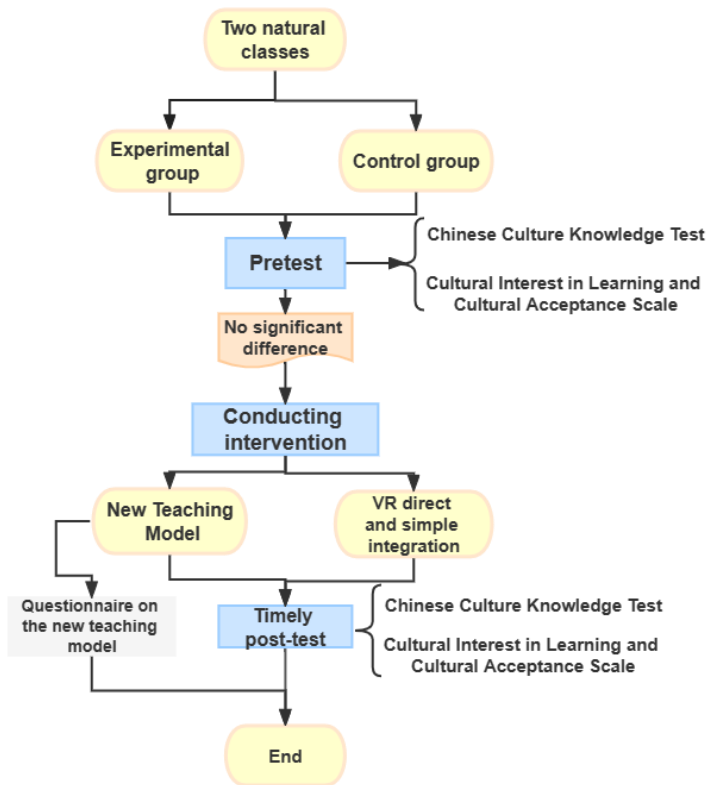 Two natural
classes
Experimental
group
Control group
Pretest
Chinese Culture Knowledge Test
Cultural Interest in Learning and
Cultural Acceptance Scale
No significant
difference
Conducting
intervention
New Teaching
Model
VR direct
and simple
integration
Questionnaire on
the new teaching
model
Timely
post-test
Chinese Culture Knowledge Test
Cultural Interest in Learning and
Cultural Acceptance Scale
End